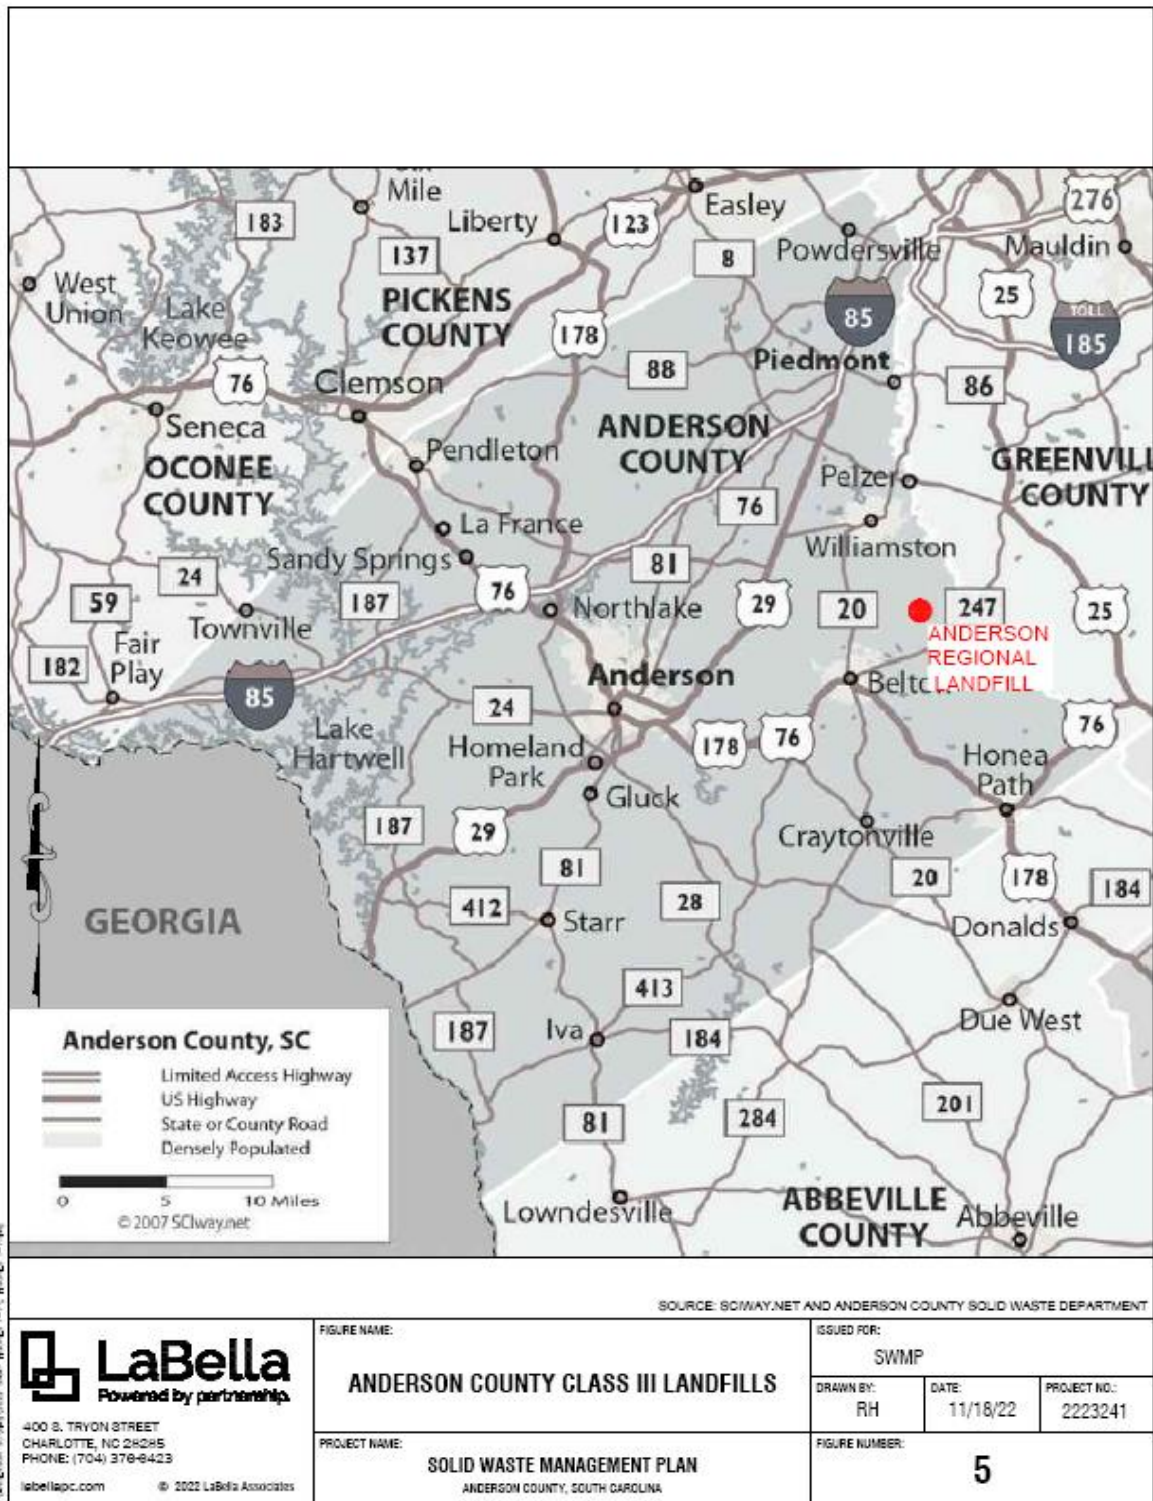 Mile
Easley
276
183
Liberty
123
Powdersville
Mauldin
137
8
West
Union
PICKENS
COUNTY
25
Lake
Keowee
85
TOLL
185
178
76
Clemson
88
Piedmont
86
Seneca
ANDERSON
COUNTY
Pendleton
OCONEE
COUNTY
GREENVILL
COUNTY
Pelzer
76
La France
Williamston
Sandy Springs
81
24
76
59
187
Northlake
29
20
247
25
Townville
ANDERSON
REGIONAL
LANDFILL
Fair
Play
182
85
Anderson
Belto
24
Lake
Hartwell
178
76
76
Homeland
Park
Honea
Path
Gluck
187
29
Craytonville
81
20
178
184
412
28
GEORGIA
Starr
Donalds
413
187
Iva
184
Due West
Anderson County, SC
Limited Access Highway
US Highway
State or County Road
Densely Populated
0 5 10 Miles
© 2007 SCIway.net
81
284
201
Lowndesville
ABBEVILLE
COUNTY
Abbeville
SOURCE: SCIWAY.NET AND ANDERSON COUNTY SOLID WASTE DEPARTMENT
LaBella
Powered by partnership.
400 S. TRYON STREET
CHARLOTTE, NC 28285
PHONE: (704) 376-6423
labellapc.com © 2022 LaBella Associates
FIGURE NAME:
ANDERSON COUNTY CLASS III LANDFILLS
PROJECT NAME:
SOLID WASTE MANAGEMENT PLAN
ANDERSON COUNTY, SOUTH CAROLINA
ISSUED FOR:
SWMP
DRAWN BY:
RH
DATE:
11/18/22
PROJECT NO.:
2223241
FIGURE NUMBER:
5